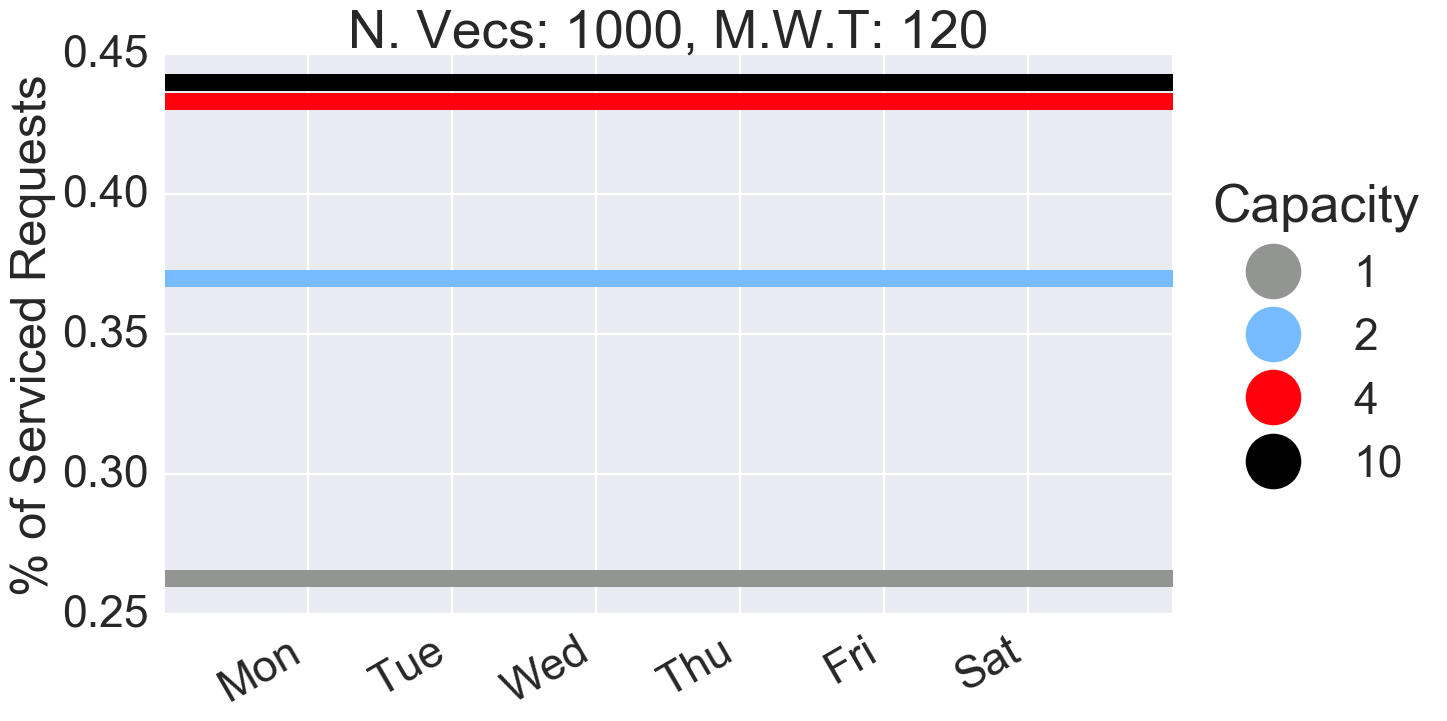 N. Vecs: 1000, M.W.T: 120
% of Serviced Requests
0.45
0.40
0.35
0.30
0.25
Mon Tue Wed Thu Fri Sat
Capacity
1
2
4
10